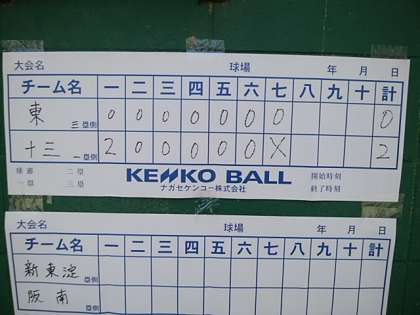 大会名 球場 年 月 日
チーム名 一 二 三 四 五 六 七 八 九 十 計
東 三塁側 0 0 0 0 0 0 0 0
十三 一塁側 2 0 0 0 0 0 X 2
球審 二塁 KENKO BALL 開始時刻
一塁 三塁 ナガセケンコー株式会社 終了時刻
大会名 球場 年 月 日
チーム名 一 二 三 四 五 六 七 八 九 十 計
新東淀 塁側
阪南 塁側